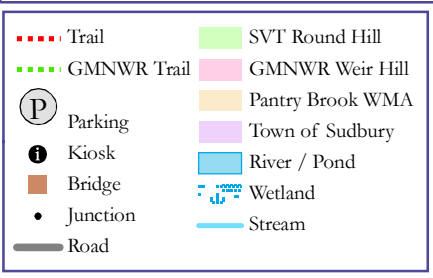 Trail
GMNWR Trail
P
Parking
i
Kiosk
Bridge
Junction
Road
SVT Round Hill
GMNWR Weir Hill
Pantry Brook WMA
Town of Sudbury
River / Pond
Wetland
Stream